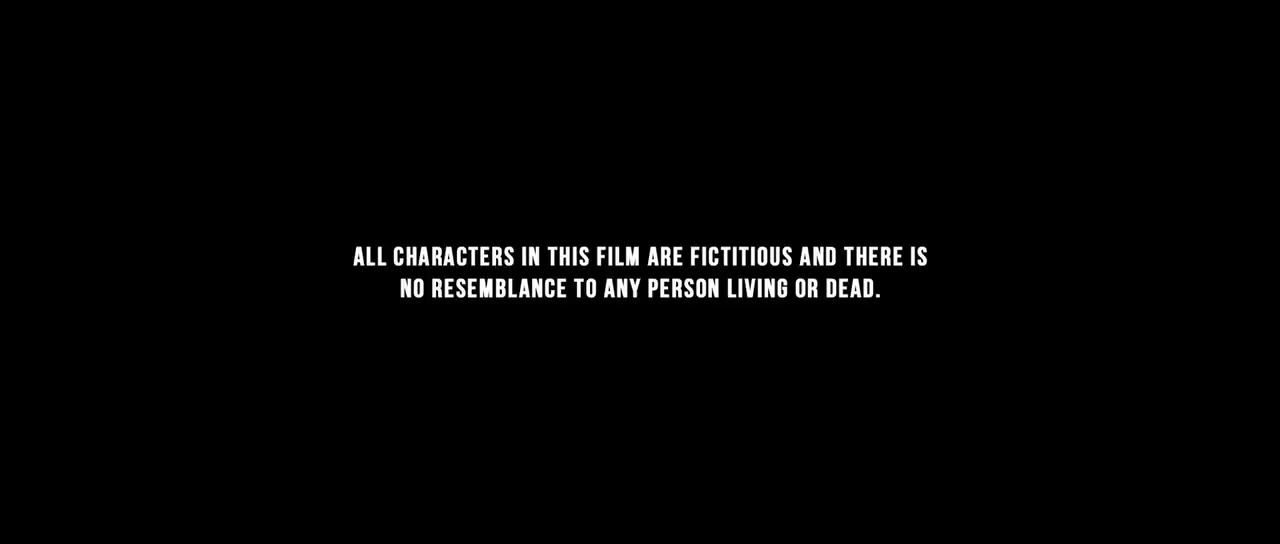 ALL CHARACTERS IN THIS FILM ARE FICTITIOUS AND THERE IS
NO RESEMBLANCE TO ANY PERSON LIVING OR DEAD.